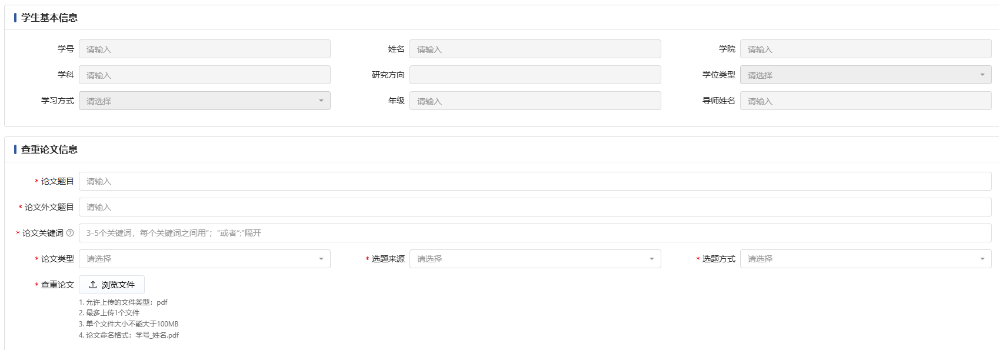 学生基本信息
学号 请输入 姓名 请输入 学院 请输入
学科 请输入 研究方向 学位类型 请选择
学习方式 请选择 年级 请输入 导师姓名 请输入
查重论文信息
* 论文题目 请输入
* 论文外文题目 请输入
* 论文关键词 ? 3-5个关键词，每个关键词之间用“；”或者“;”隔开
* 论文类型 请选择 * 选题来源 请选择 * 选题方式 请选择
* 查重论文 浏览文件
1. 允许上传的文件类型：pdf
2. 最多上传1个文件
3. 单个文件大小不能大于100MB
4. 论文命名格式：学号_姓名.pdf